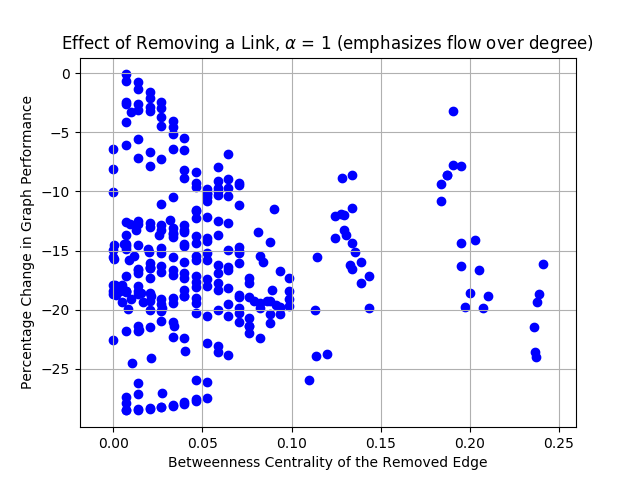 Effect of Removing a Link, α = 1 (emphasizes flow over degree)
Percentage Change in Graph Performance
0
−5
−10
−15
−20
−25
0.00 0.05 0.10 0.15 0.20 0.25
Betweenness Centrality of the Removed Edge